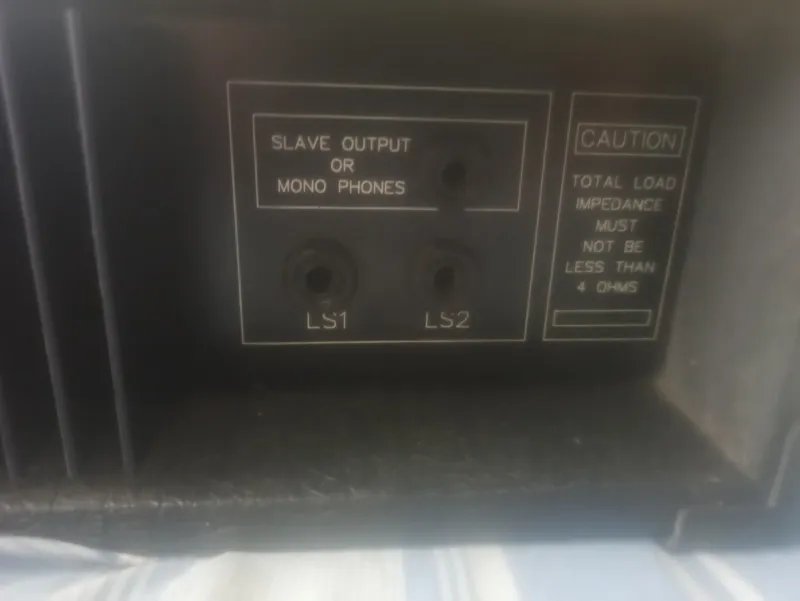 SLAVE OUTPUT
OR
MONO PHONES
LS1
LS2
CAUTION
TOTAL LOAD
IMPEDANCE
MUST
NOT BE
LESS THAN
4 OHMS